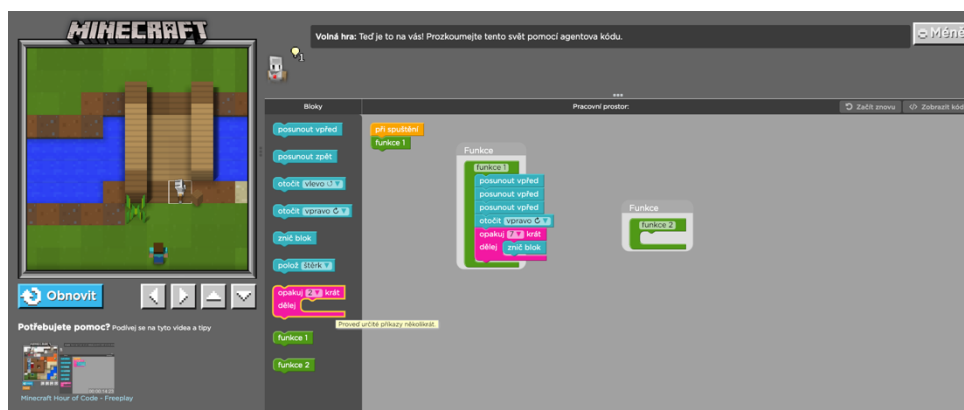 MINECRAFT
Volná hra: Teď je to na vás! Prozkoumejte tento svět pomocí agentova kódu.
Méně
1
Bloky
Pracovní prostor:
Začít znovu
Zobrazit kód
posunout vpřed
posunout zpět
otočit vlevo
otočit vpravo
znič blok
polož štěrk
opakuj 2 krát
dělej
Proveď určité příkazy několikrát.
funkce 1
funkce 2
při spuštění
funkce 1
Funkce
funkce 1
posunout vpřed
posunout vpřed
posunout vpřed
otočit vpravo
opakuj 7 krát
dělej znič blok
Funkce
funkce 2
Obnovit
Potřebujete pomoc? Podívej se na tyto videa a tipy
Minecraft Hour of Code - Freeplay